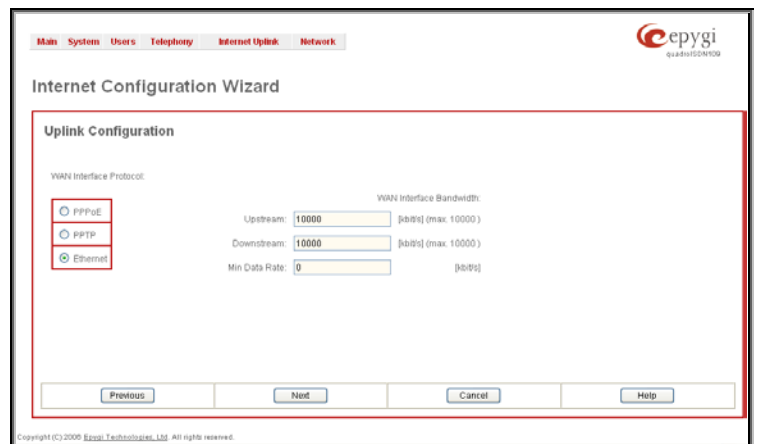 Main System Users Telephony Internet Uplink Network
epygi
quadroISDN109
Internet Configuration Wizard
Uplink Configuration
WAN Interface Protocol:
WAN Interface Bandwidth:
PPPoE
Upstream: 10000 [kbit/s] (max. 10000 )
PPTP
Downstream: 10000 [kbit/s] (max. 10000 )
Ethernet
Min Data Rate: 0 [kbit/s]
Previous Next Cancel Help
Copyright (C) 2006 Epygi Technologies, Ltd. All rights reserved.